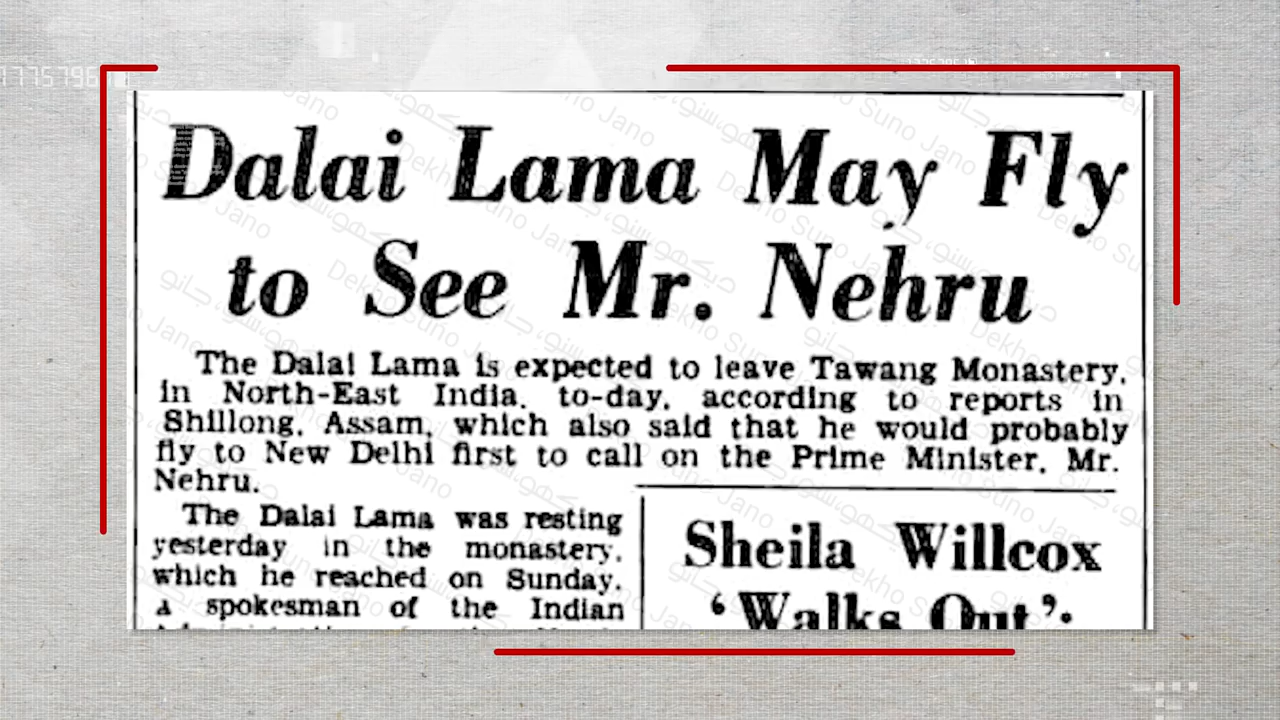 Dalai Lama May Fly
to See Mr. Nehru
The Dalai Lama is expected to leave Tawang Monastery,
in North-East India, to-day, according to reports in
Shillong, Assam, which also said that he would probably
fly to New Delhi first to call on the Prime Minister, Mr.
Nehru.
The Dalai Lama was resting
yesterday in the monastery,
which he reached on Sunday,
a spokesman of the Indian
Sheila Willcox
‘Walks Out’: